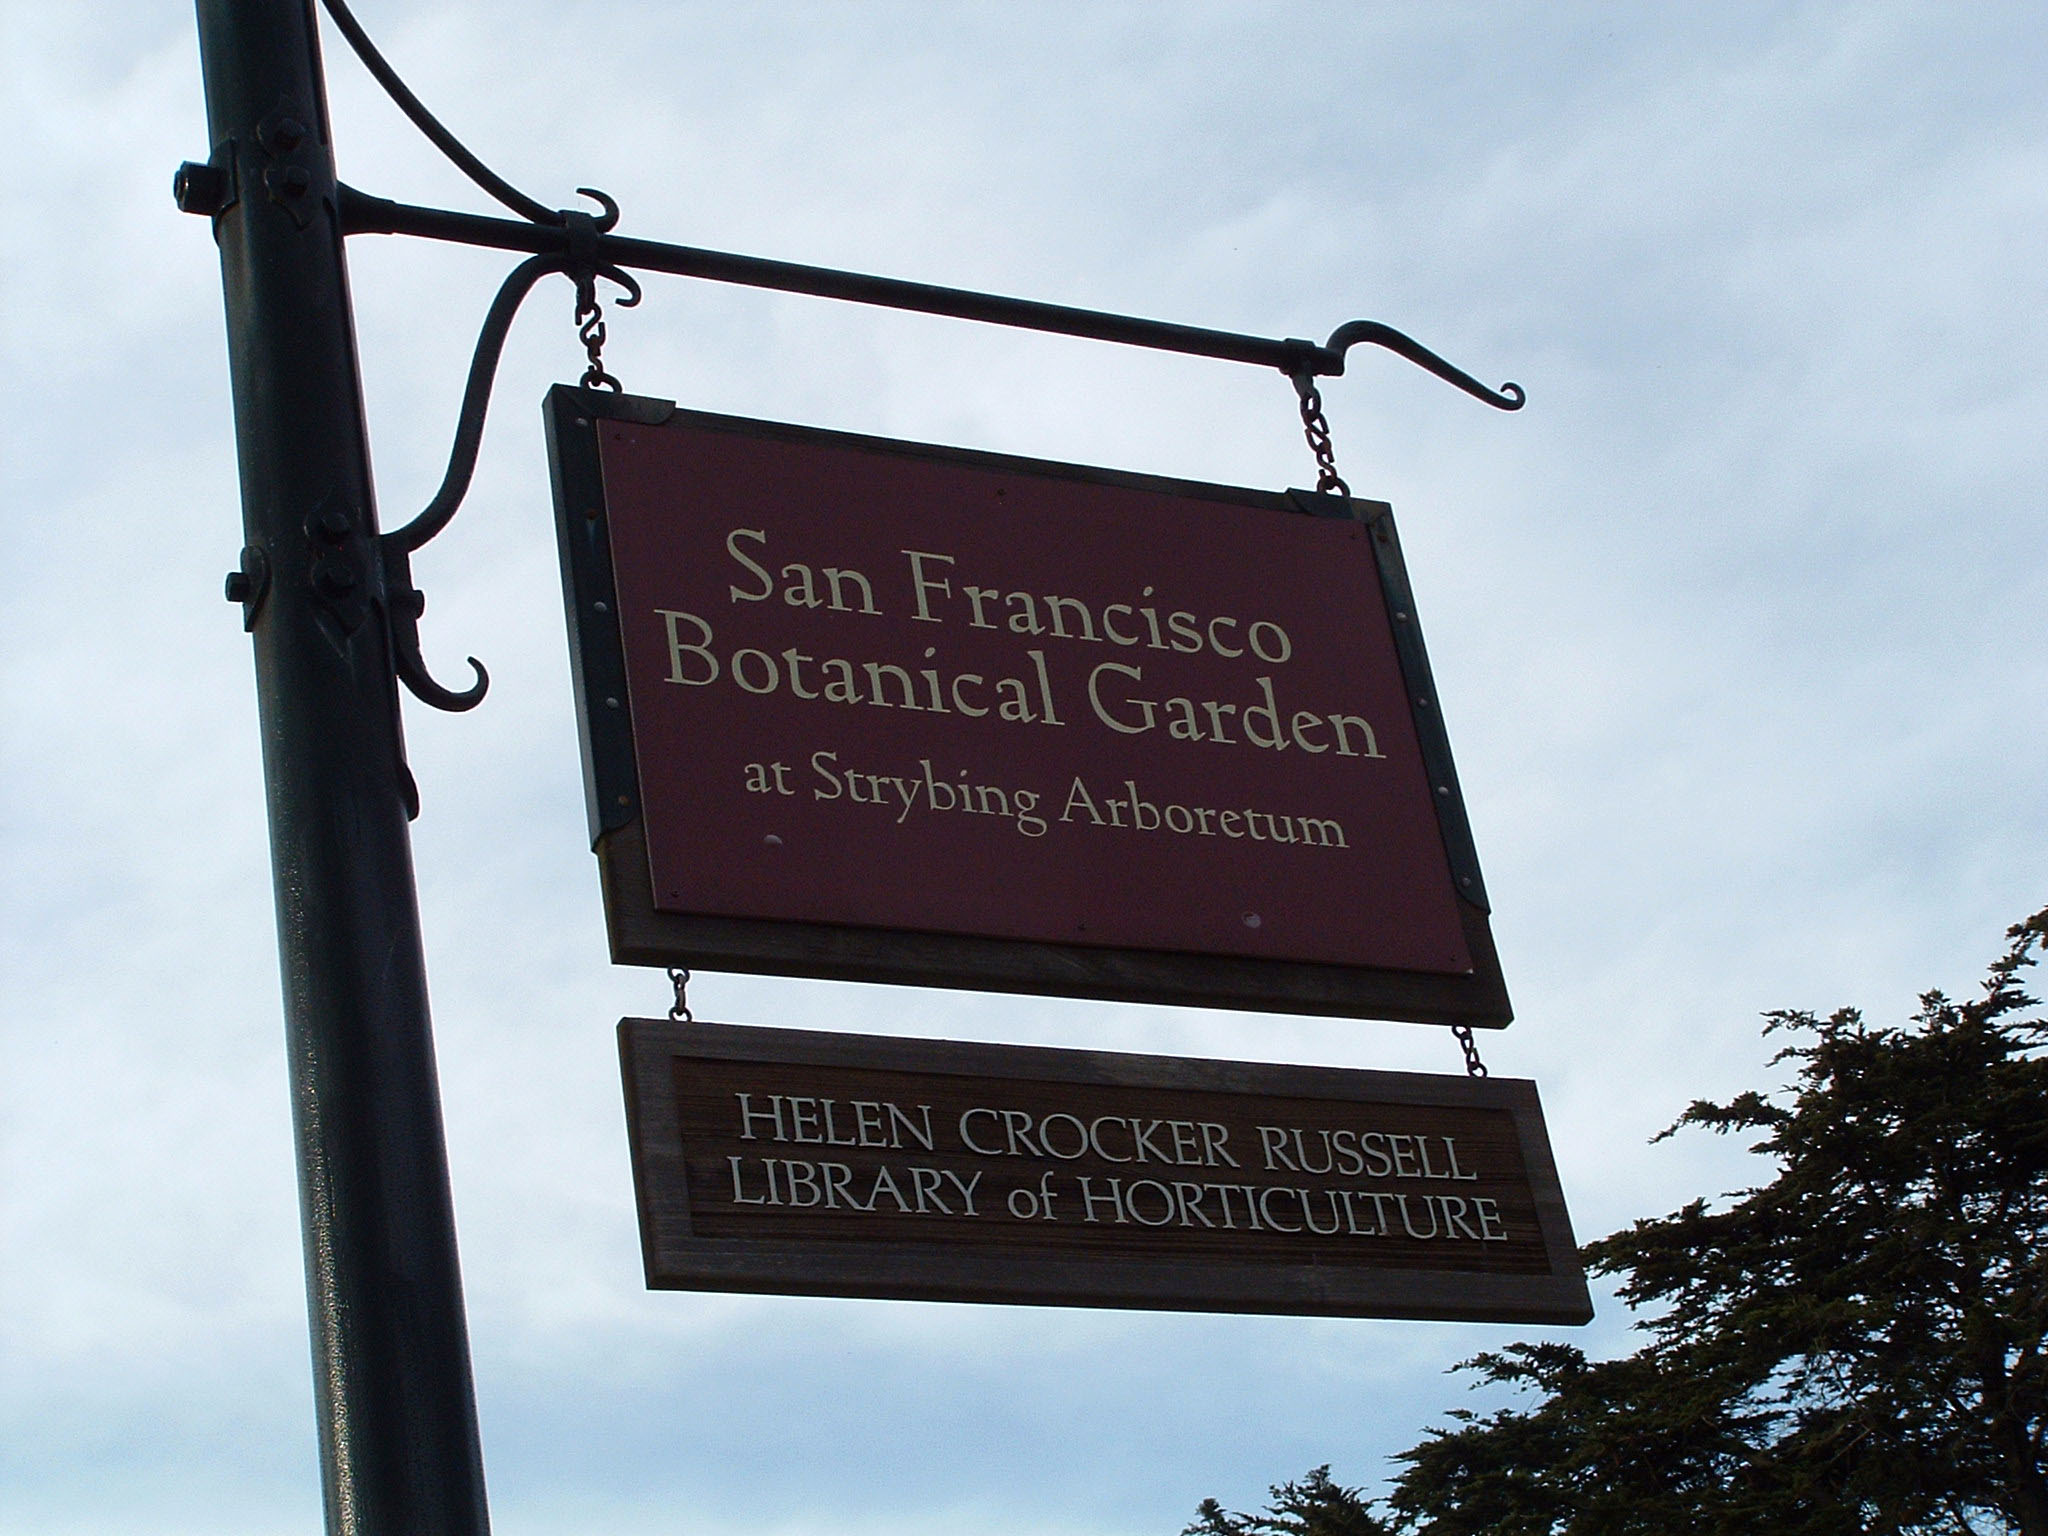 San Francisco
Botanical Garden
at Strybing Arboretum
HELEN CROCKER RUSSELL
LIBRARY of HORTICULTURE